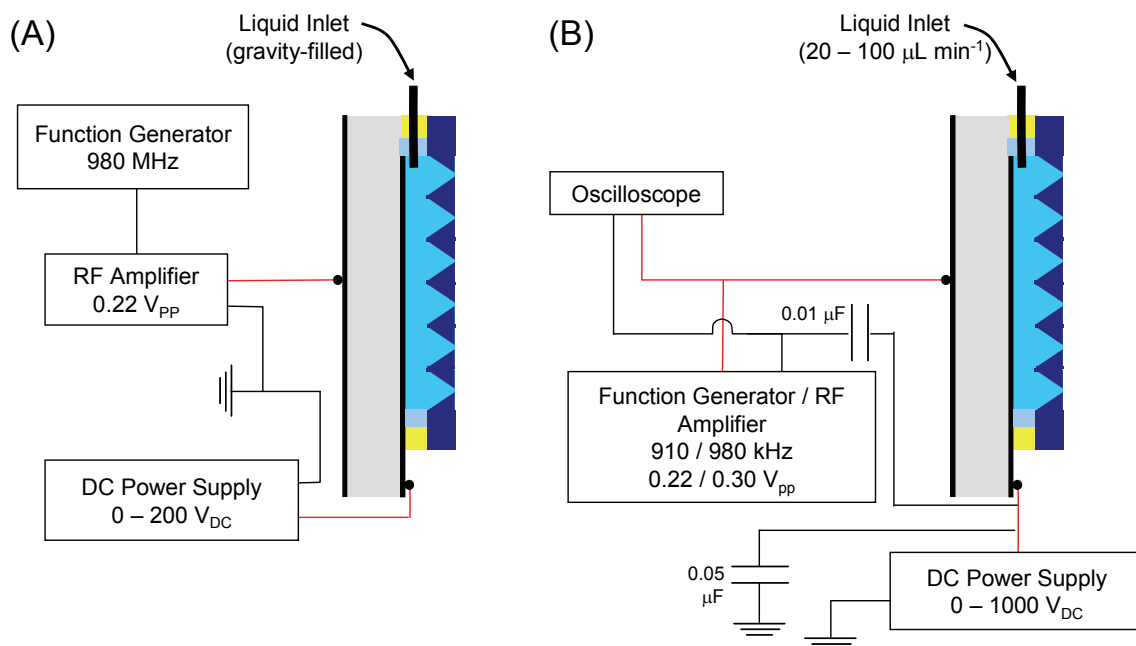 (A)
Liquid Inlet
(gravity-filled)
Function Generator
980 MHz
RF Amplifier
0.22 VPP
DC Power Supply
0 – 200 VDC
(B)
Liquid Inlet
(20 – 100 μL min-1)
Oscilloscope
0.01 μF
Function Generator / RF
Amplifier
910 / 980 kHz
0.22 / 0.30 Vpp
0.05
μF
DC Power Supply
0 – 1000 VDC